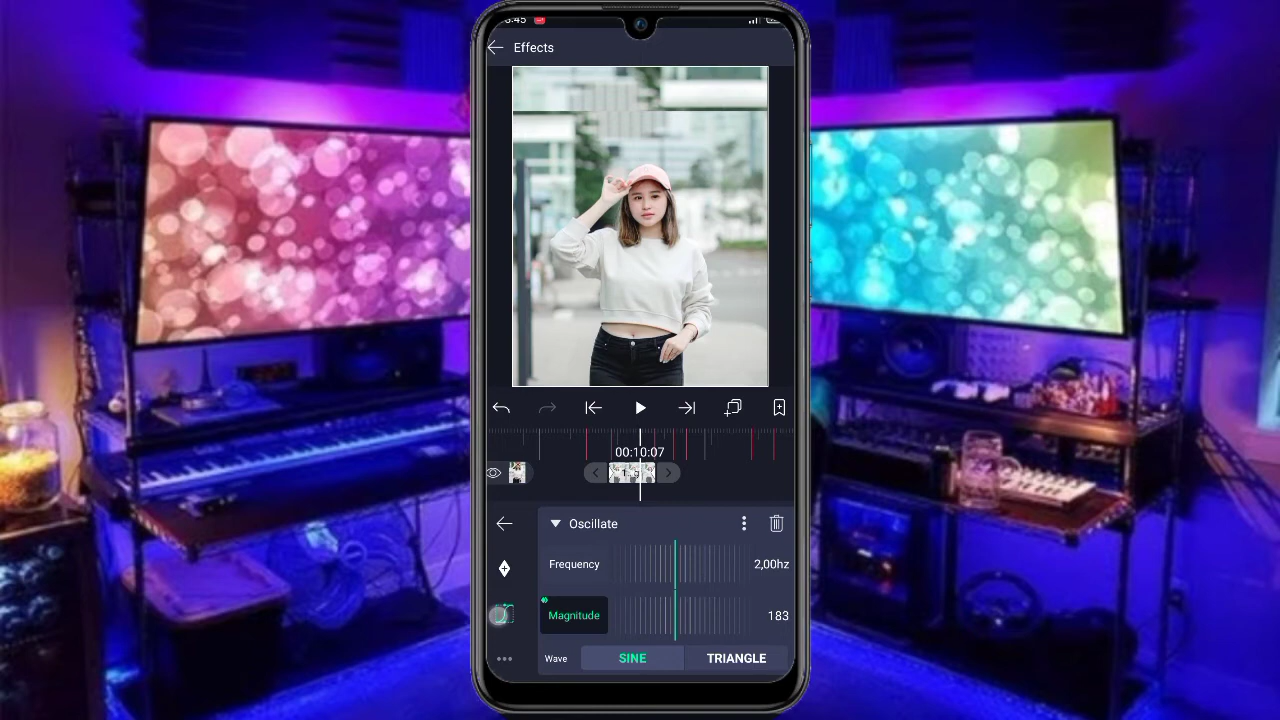 Effects
00:10:07
Oscillate
Frequency 2,00hz
Magnitude 183
Wave SINE TRIANGLE